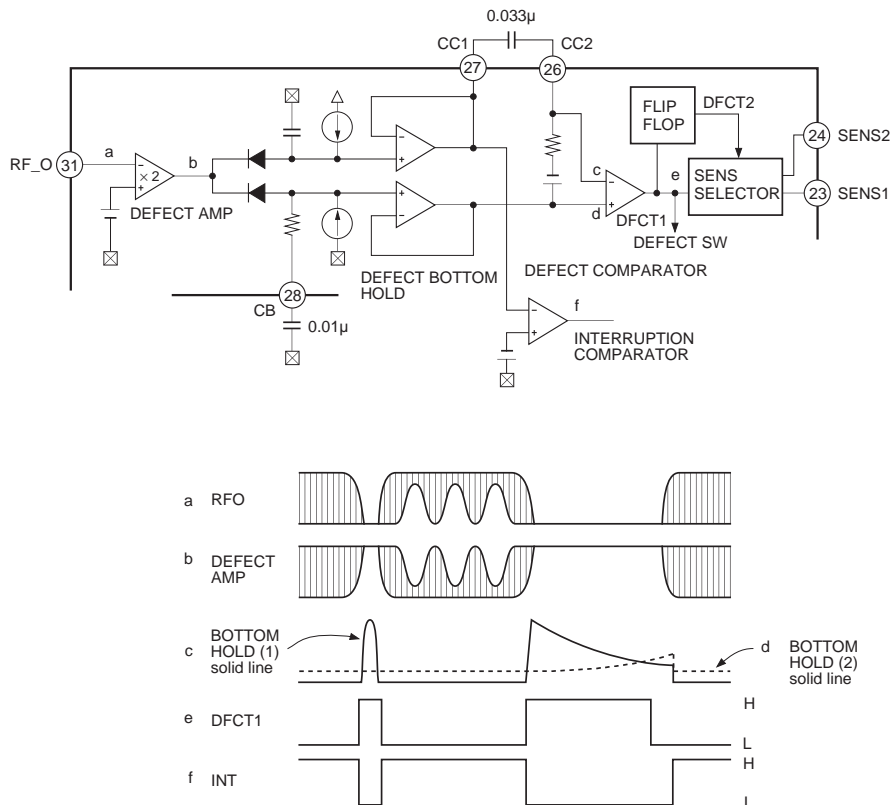 0.033µ
CC1
CC2
27
26
FLIP
FLOP
DFCT2
24
SENS2
a
b
RF_O
31
–
× 2
+
DEFECT AMP
–
+
+
–
c
–
+
d
DFCT1
e
SENS
SELECTOR
23
SENS1
DEFECT SW
DEFECT BOTTOM
HOLD
DEFECT COMPARATOR
28
CB
0.01µ
–
+
f
INTERRUPTION
COMPARATOR
a RFO
b DEFECT
AMP
c BOTTOM
HOLD (1)
solid line
d BOTTOM
HOLD (2)
solid line
e DFCT1
H
L
f INT
H
L